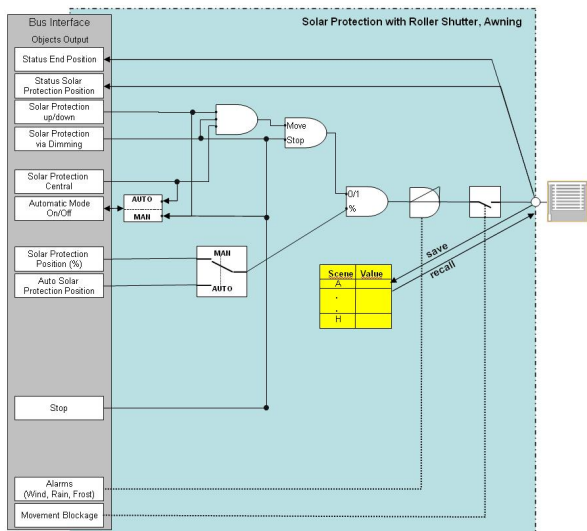 Bus Interface
Solar Protection with Roller Shutter, Awning
Objects Output
Status End Position
Status Solar
Protection Position
Solar Protection
up/down
Solar Protection
via Dimming
Move
Stop
Solar Protection
Central
Automatic Mode
On/Off
AUTO
MAN
0/1
%
Solar Protection
Position (%)
Auto Solar
Protection Position
MAN
AUTO
save
recall
Scene Value
A
.
.
H
Stop
Alarms
(Wind, Rain, Frost)
Movement Blockage